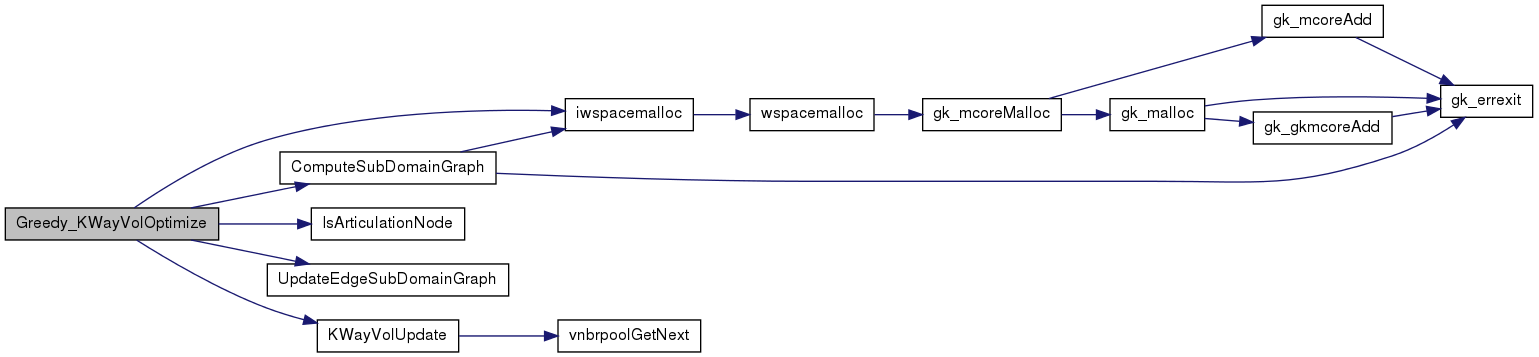 gk_mcoreAdd
gk_errexit
iwspacemalloc
wspacemalloc
gk_mcoreMalloc
gk_malloc
gk_gkmcoreAdd
ComputeSubDomainGraph
Greedy_KWayVolOptimize
IsArticulationNode
UpdateEdgeSubDomainGraph
KWayVolUpdate
vnbrpoolGetNext